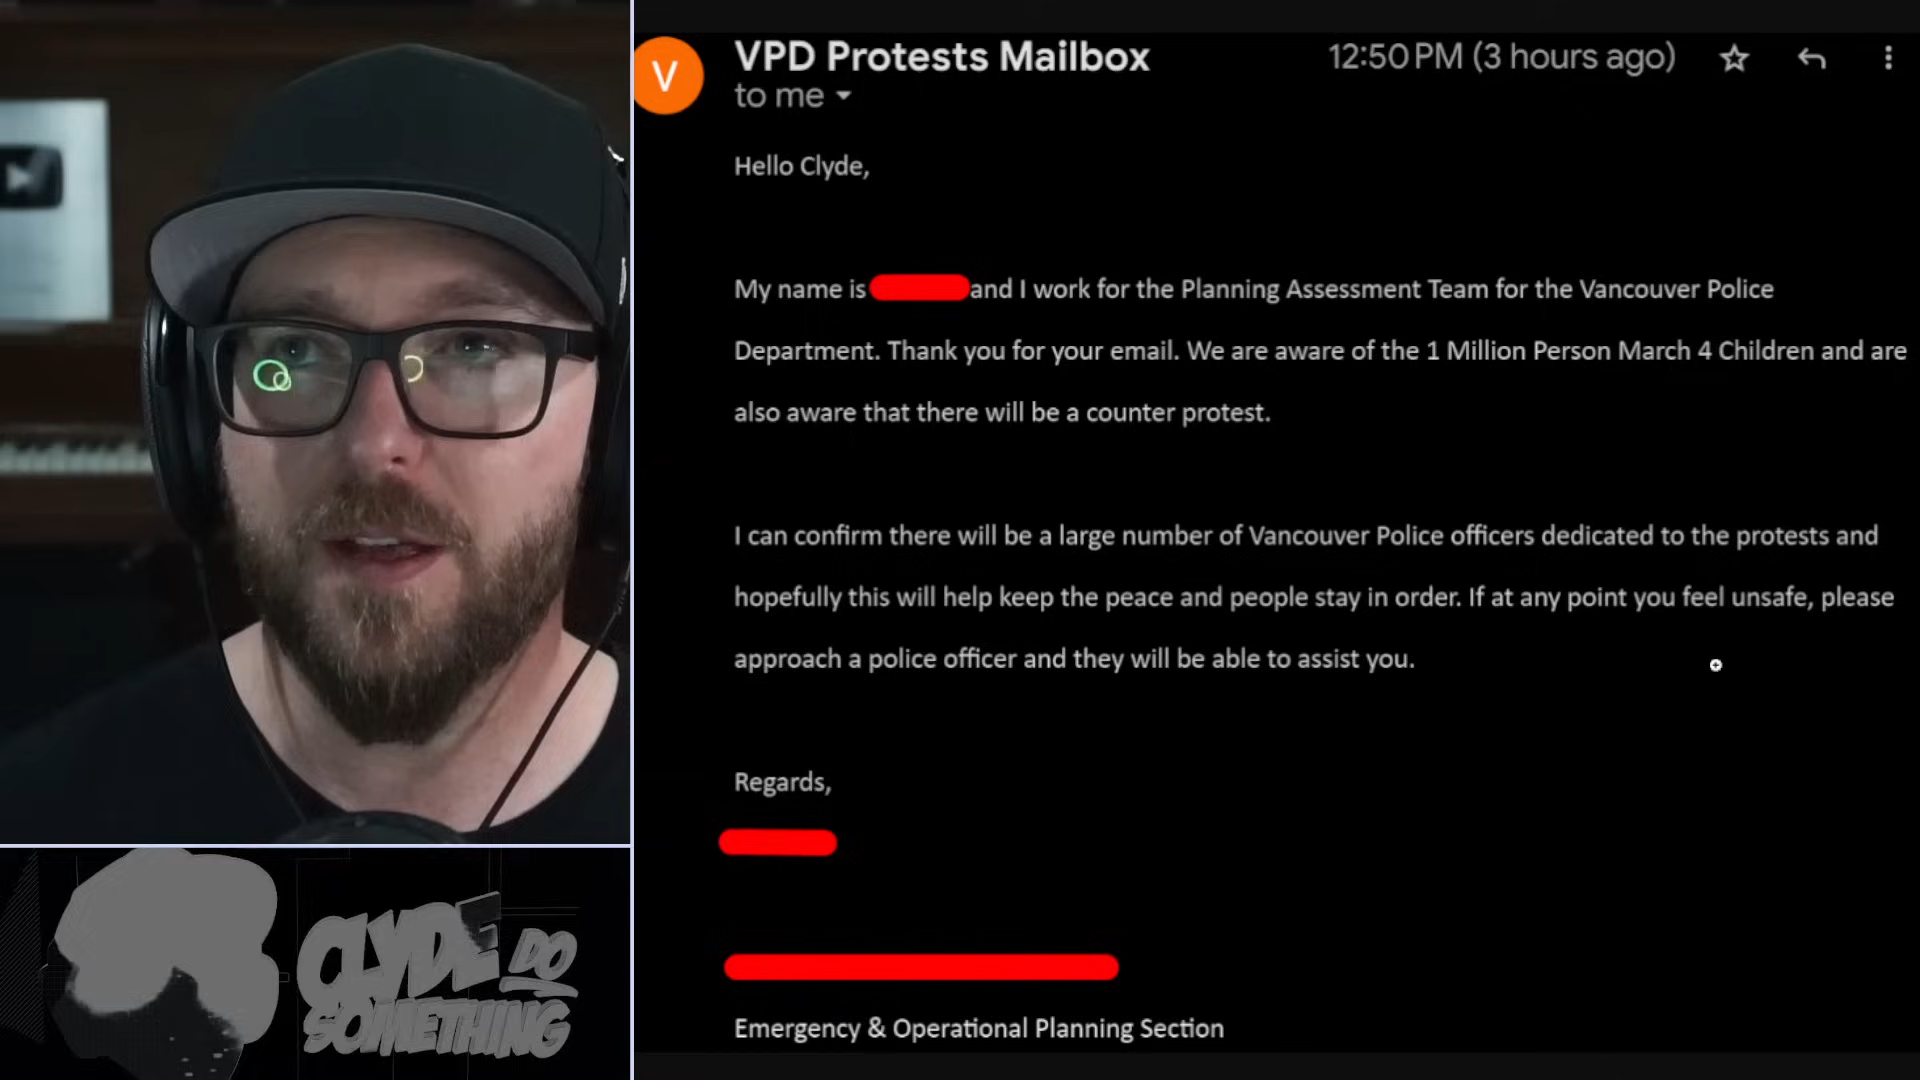 V
VPD Protests Mailbox
12:50 PM (3 hours ago)
to me
Hello Clyde,
My name is and I work for the Planning Assessment Team for the Vancouver Police
Department. Thank you for your email. We are aware of the 1 Million Person March 4 Children and are
also aware that there will be a counter protest.
I can confirm there will be a large number of Vancouver Police officers dedicated to the protests and
hopefully this will help keep the peace and people stay in order. If at any point you feel unsafe, please
approach a police officer and they will be able to assist you.
Regards,
Emergency & Operational Planning Section
CLYDE DO
SOMETHING